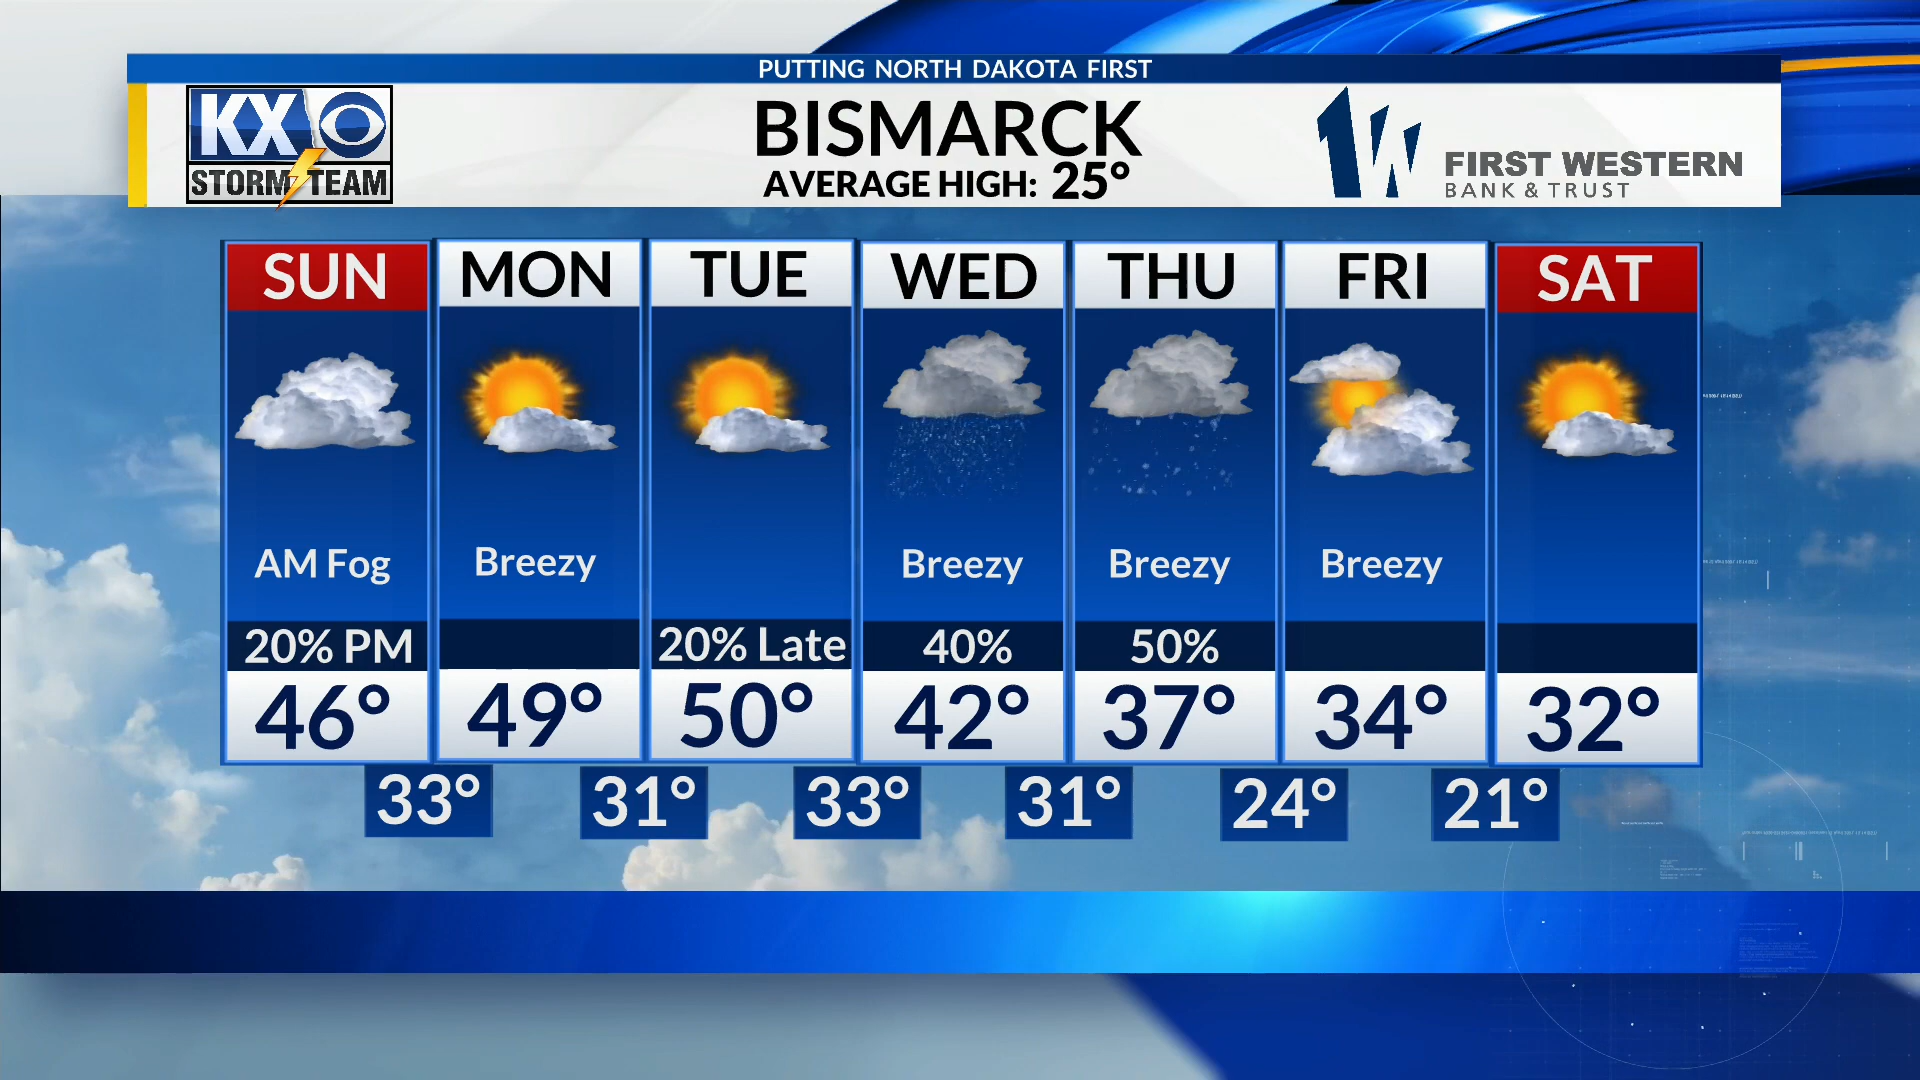 PUTTING NORTH DAKOTA FIRST
KX
STORM TEAM
BISMARCK
AVERAGE HIGH: 25°
1W
FIRST WESTERN
BANK & TRUST
SUN MON TUE WED THU FRI SAT
AM Fog Breezy Breezy Breezy Breezy
20% PM 20% Late 40% 50%
46° 49° 50° 42° 37° 34° 32°
33° 31° 33° 31° 24° 21°